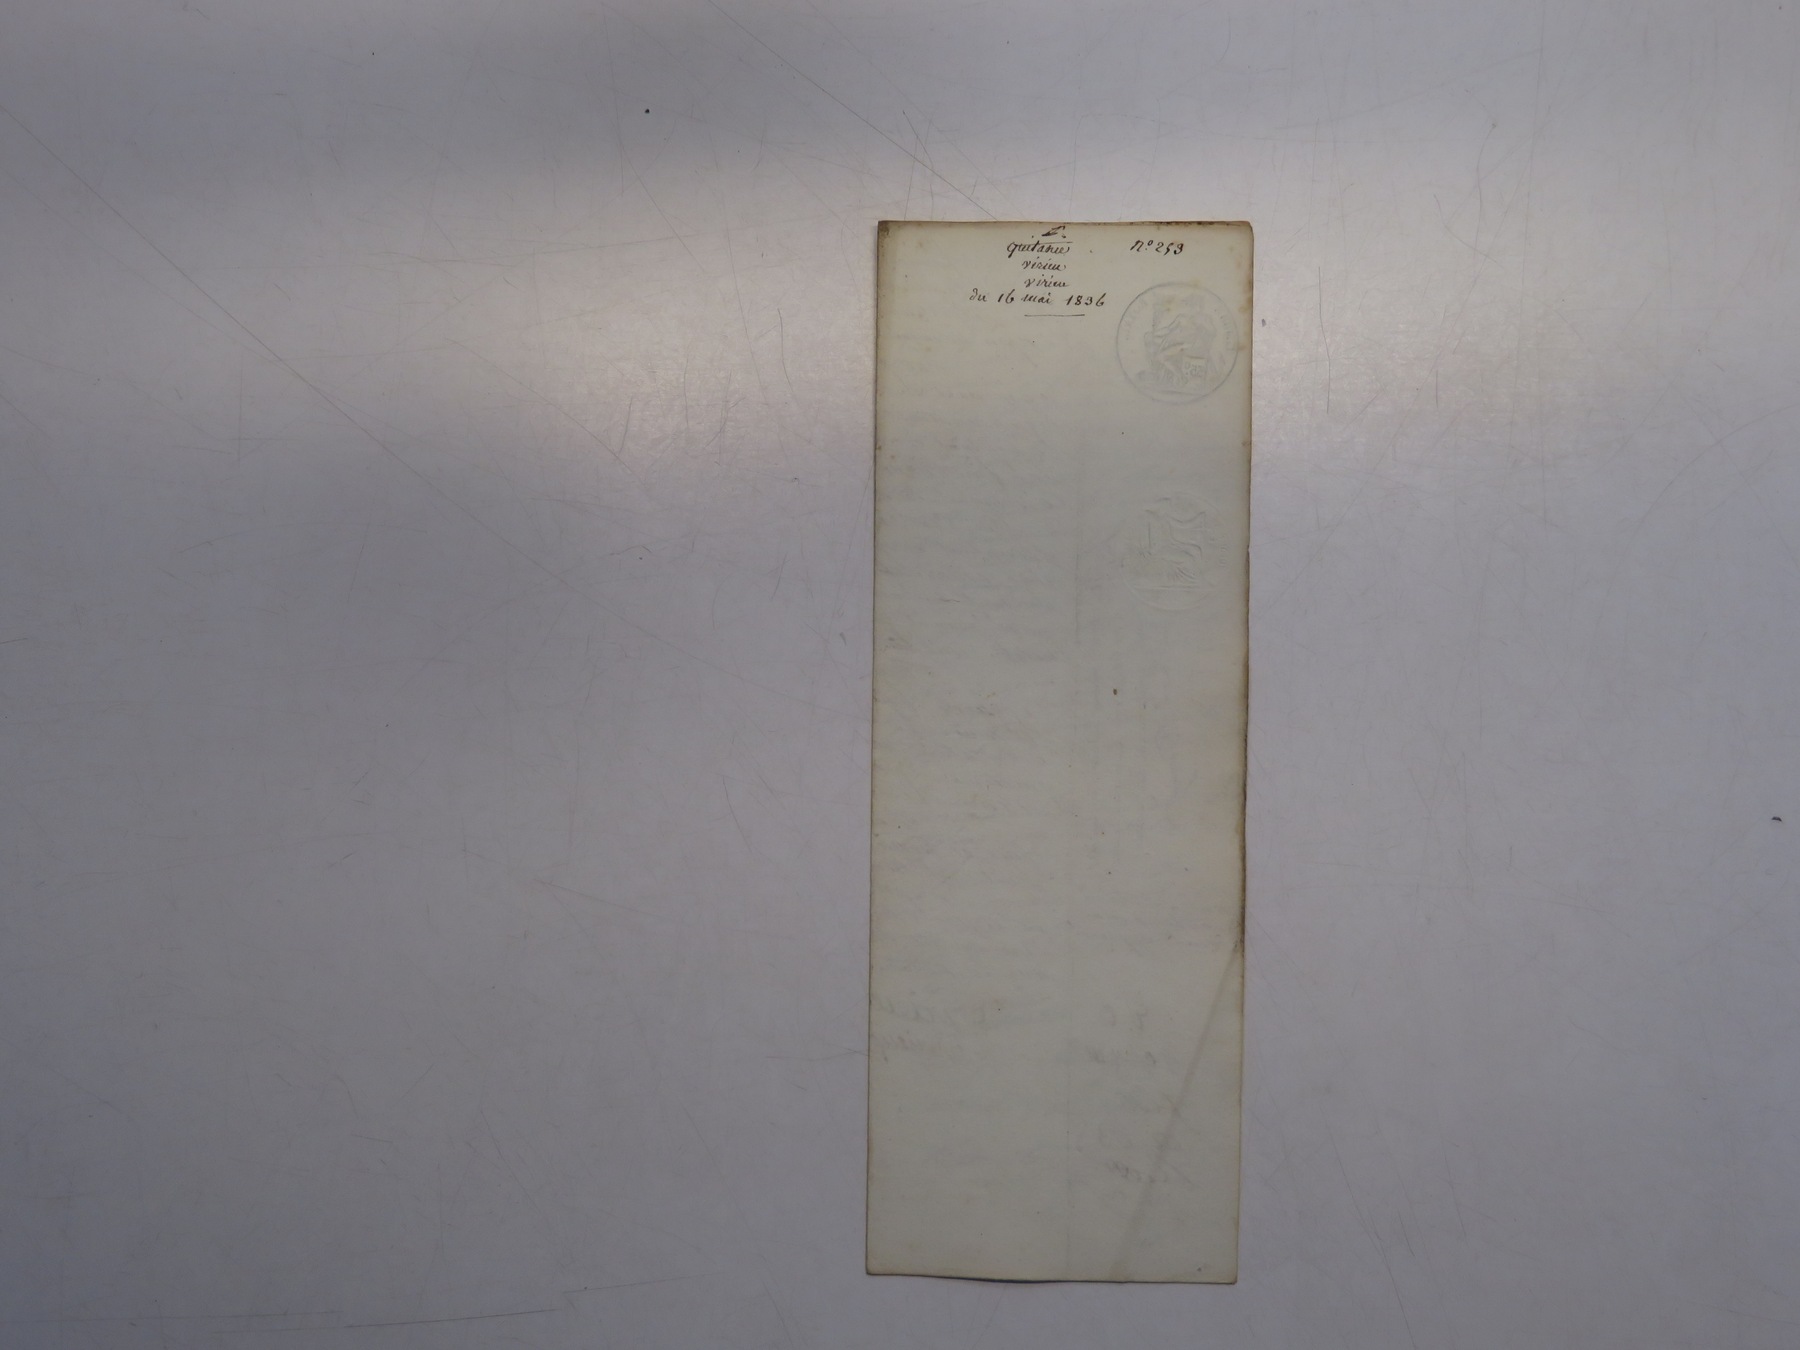 quitance n° 253
virieu
virieu
du 16 mai 1836